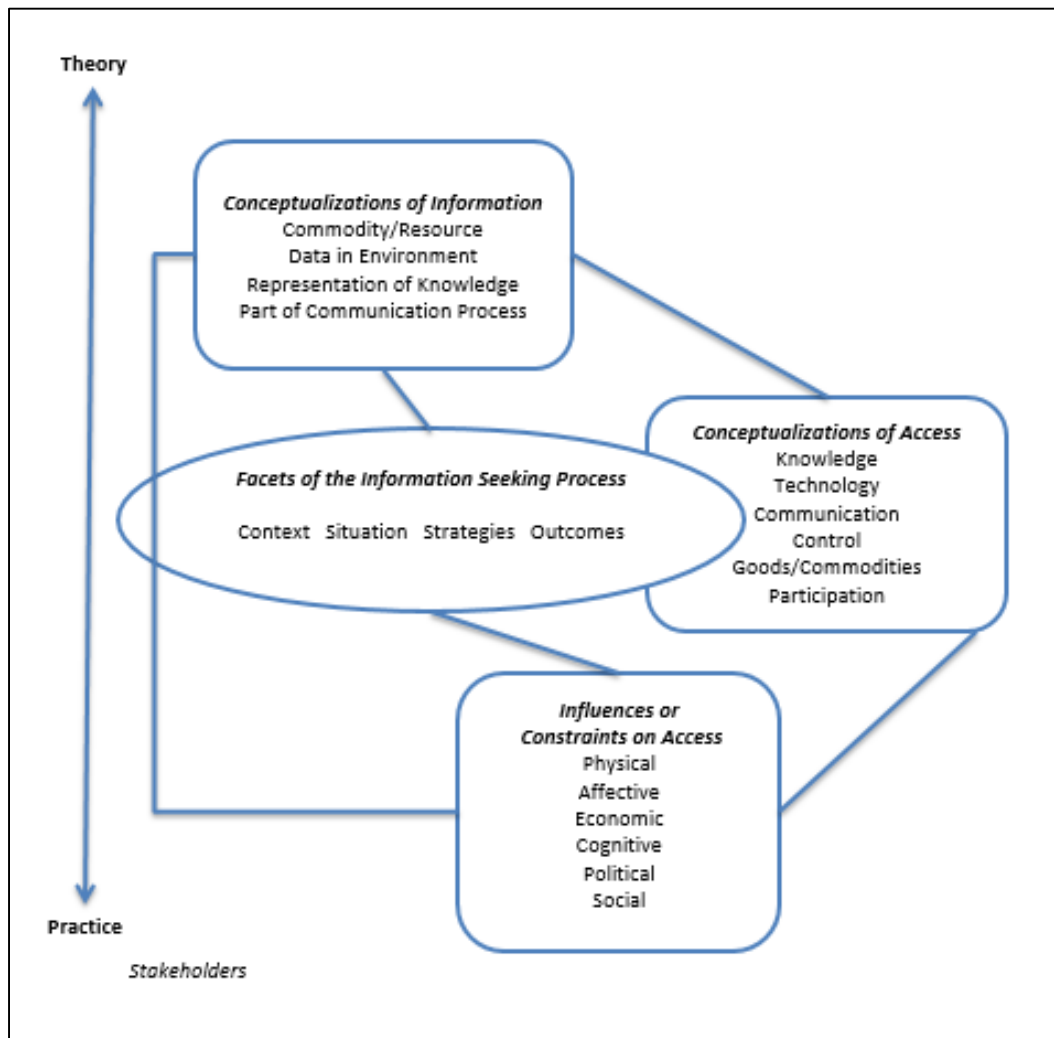 Theory
Conceptualizations of Information
Commodity/Resource
Data in Environment
Representation of Knowledge
Part of Communication Process
Conceptualizations of Access
Knowledge
Technology
Communication
Control
Goods/Commodities
Participation
Facets of the Information Seeking Process
Context Situation Strategies Outcomes
Influences or
Constraints on Access
Physical
Affective
Economic
Cognitive
Political
Social
Practice
Stakeholders